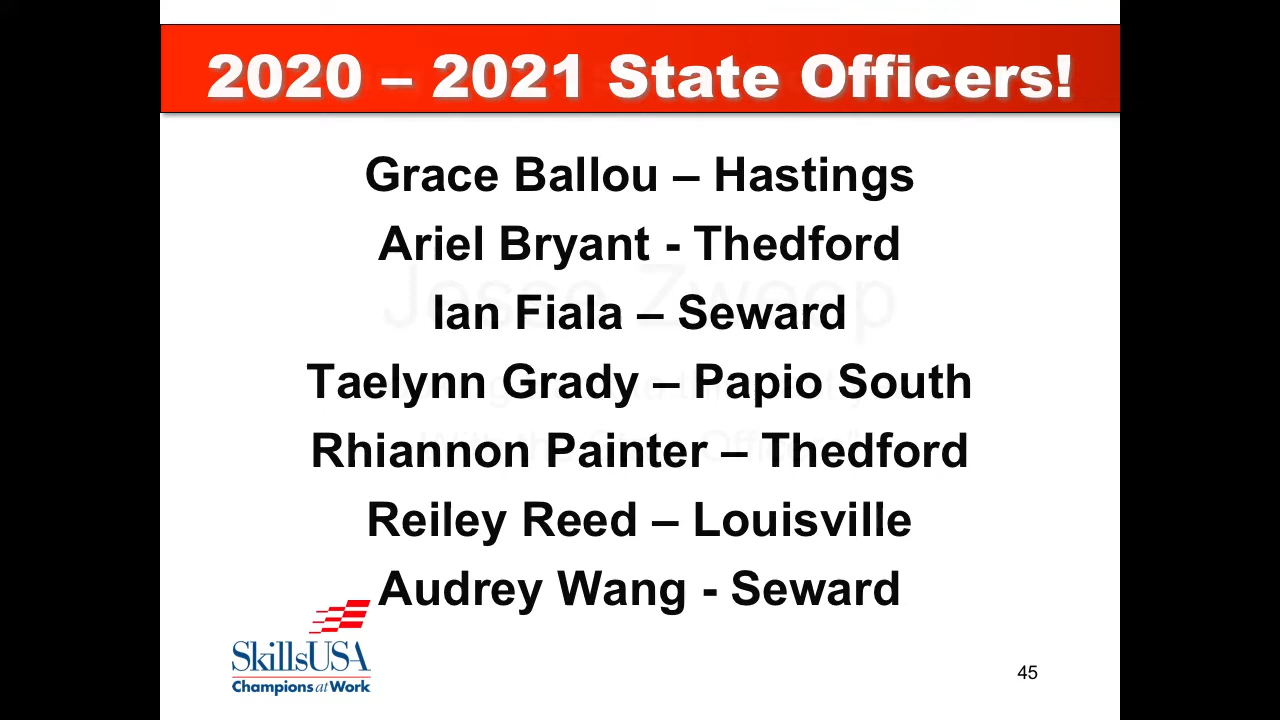 2020 – 2021 State Officers!
Grace Ballou – Hastings
Ariel Bryant - Thedford
Ian Fiala – Seward
Taelynn Grady – Papio South
Rhiannon Painter – Thedford
Reiley Reed – Louisville
Audrey Wang - Seward
SkillsUSA
Champions at Work
45